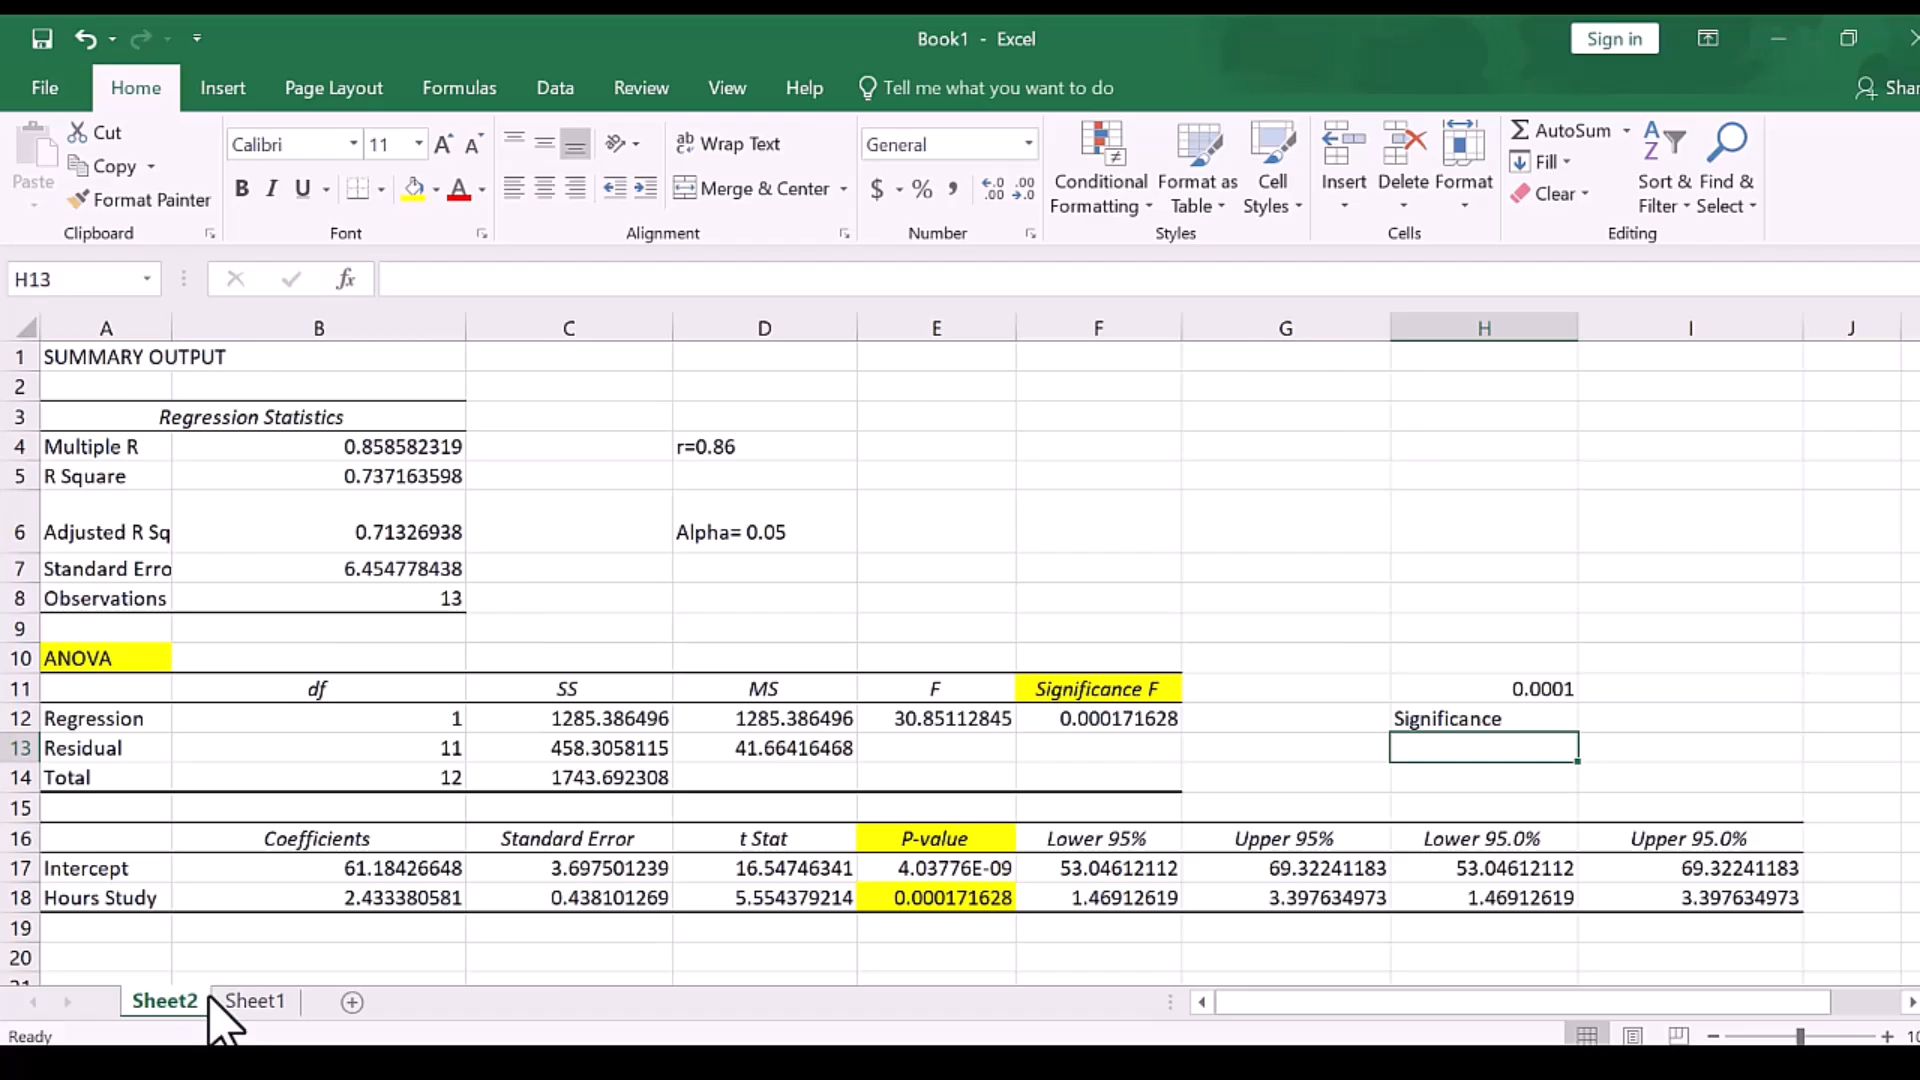 Book1 - Excel
Sign in
File Home Insert Page Layout Formulas Data Review View Help Tell me what you want to do
Paste
Cut
Copy
Format Painter
Clipboard
Calibri 11
B I U
Font
Wrap Text
Merge & Center
Alignment
General
$ % ,
Number
Conditional Formatting
Format as Table
Cell Styles
Styles
Insert Delete Format
Cells
AutoSum
Fill
Clear
Sort & Filter
Find & Select
Editing
H13 fx
A B C D E F G H I J
1 SUMMARY OUTPUT
2
3 Regression Statistics
4 Multiple R 0.858582319 r=0.86
5 R Square 0.737163598
6 Adjusted R Sq 0.71326938 Alpha= 0.05
7 Standard Erro 6.454778438
8 Observations 13
9
10 ANOVA
11 df SS MS F Significance F 0.0001
12 Regression 1 1285.386496 1285.386496 30.85112845 0.000171628 Significance
13 Residual 11 458.3058115 41.66416468
14 Total 12 1743.692308
15
16 Coefficients Standard Error t Stat P-value Lower 95% Upper 95% Lower 95.0% Upper 95.0%
17 Intercept 61.18426648 3.697501239 16.54746341 4.03776E-09 53.04612112 69.32241183 53.04612112 69.32241183
18 Hours Study 2.433380581 0.438101269 5.554379214 0.000171628 1.46912619 3.397634973 1.46912619 3.397634973
19
20
Sheet2 Sheet1
Ready